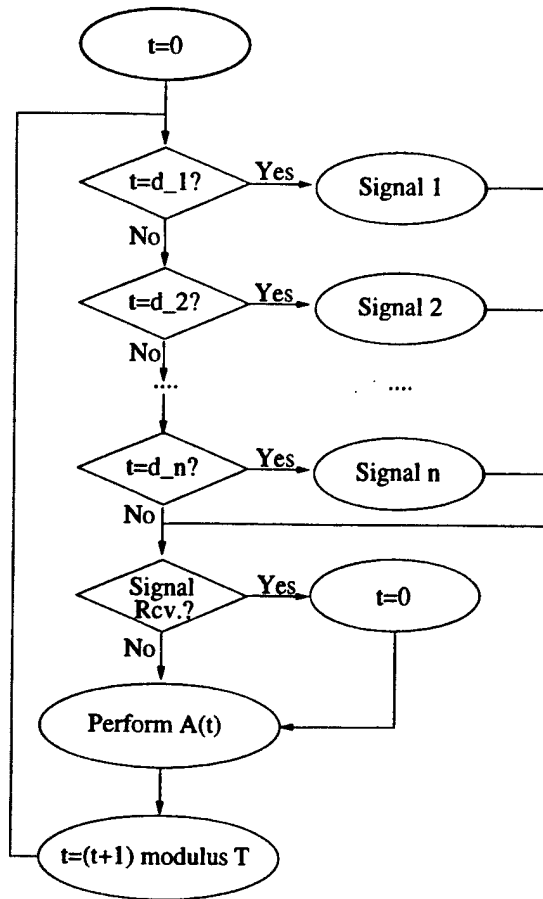 t=0
t=d_1?
Yes
Signal 1
No
t=d_2?
Yes
Signal 2
No
....
....
t=d_n?
Yes
Signal n
No
Signal
Rcv.?
Yes
t=0
No
Perform A(t)
t=(t+1) modulus T